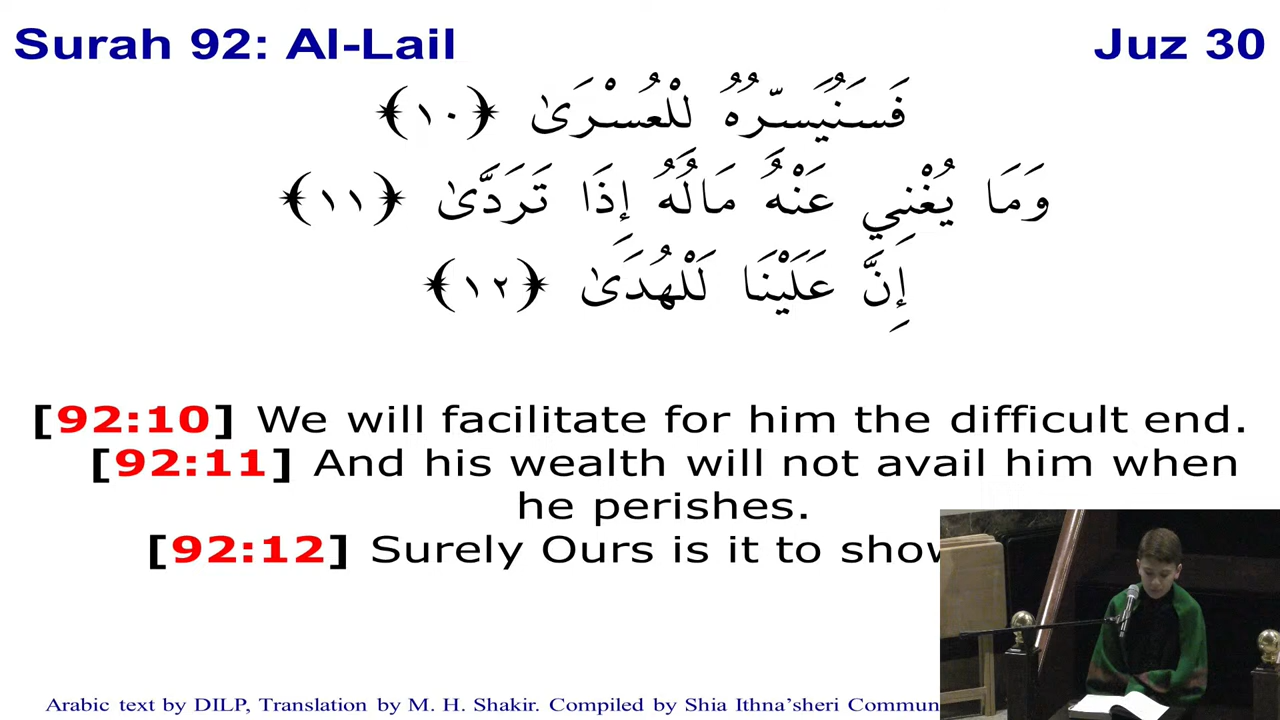 Surah 92: Al-Lail
Juz 30
فَسَنُيَسِّرُهُ لِلْعُسْرَىٰ ﴿١٠﴾
وَمَا يُغْنِي عَنْهُ مَالُهُ إِذَا تَرَدَّىٰ ﴿١١﴾
إِنَّ عَلَيْنَا لَلْهُدَىٰ ﴿١٢﴾
[92:10] We will facilitate for him the difficult end.
[92:11] And his wealth will not avail him when
he perishes.
[92:12] Surely Ours is it to show
Arabic text by DILP, Translation by M. H. Shakir. Compiled by Shia Ithna’sheri Commun